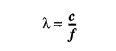 λ = c/f